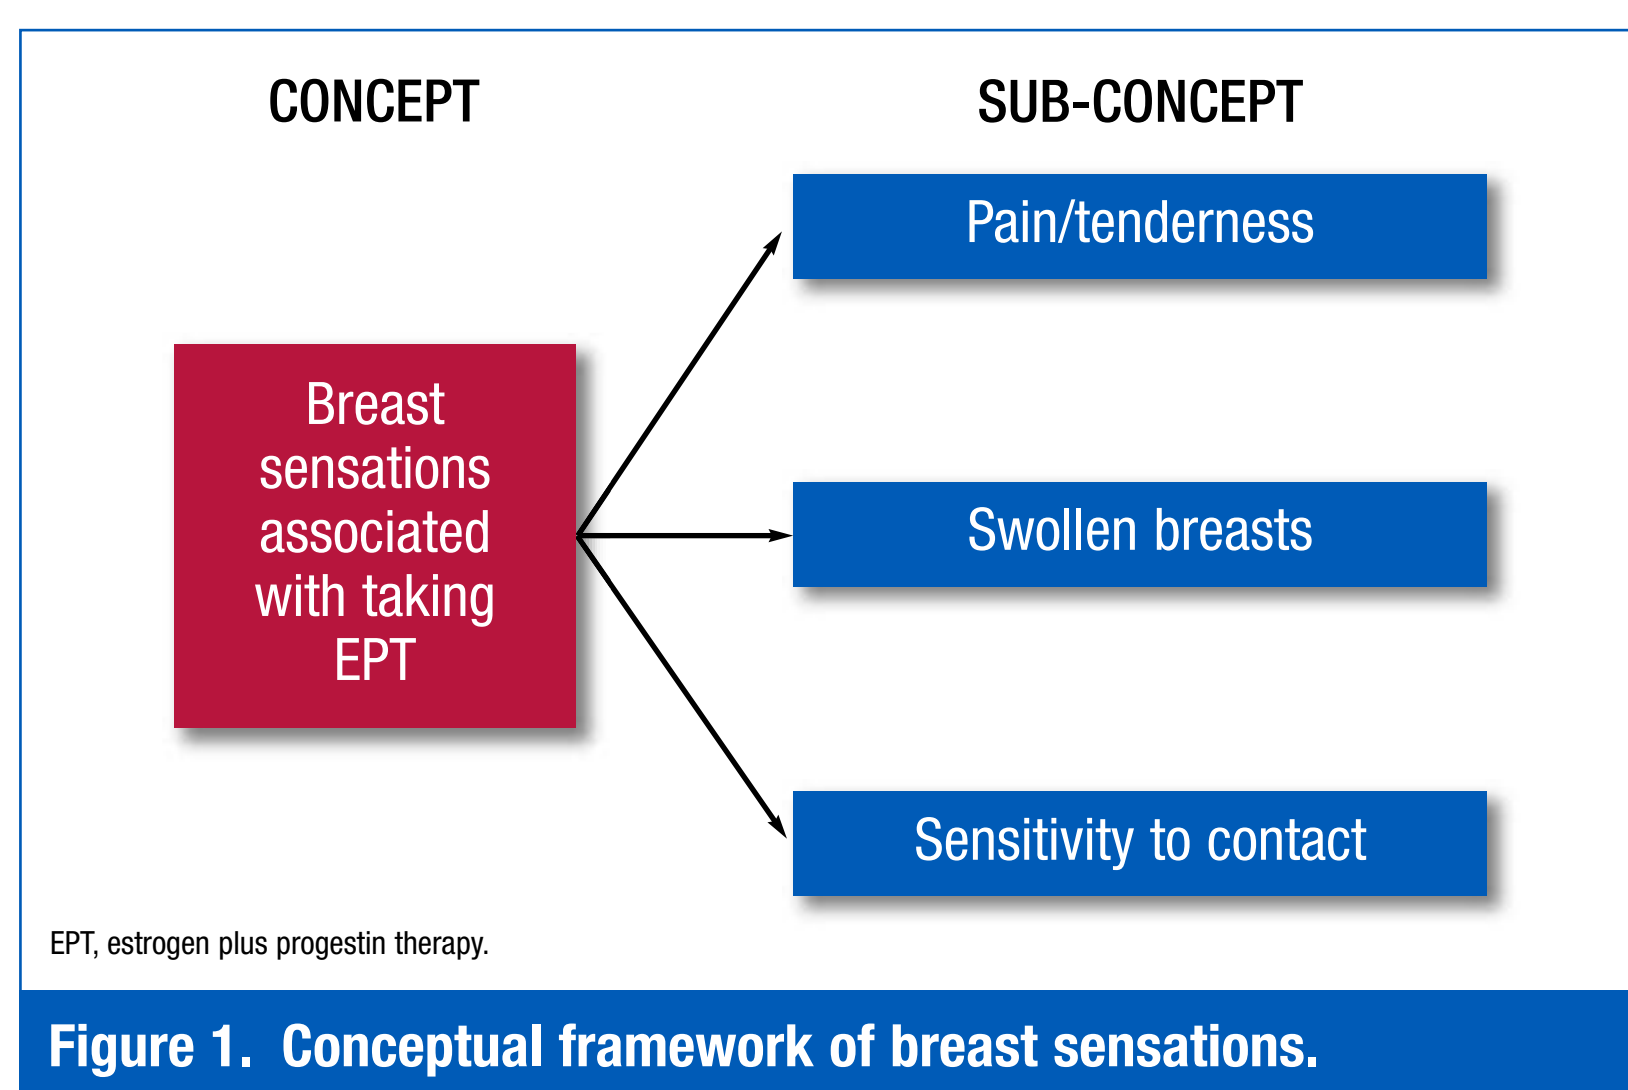 CONCEPT
SUB-CONCEPT
Breast
sensations
associated
with taking
EPT
Pain/tenderness
Swollen breasts
Sensitivity to contact
EPT, estrogen plus progestin therapy.
Figure 1. Conceptual framework of breast sensations.